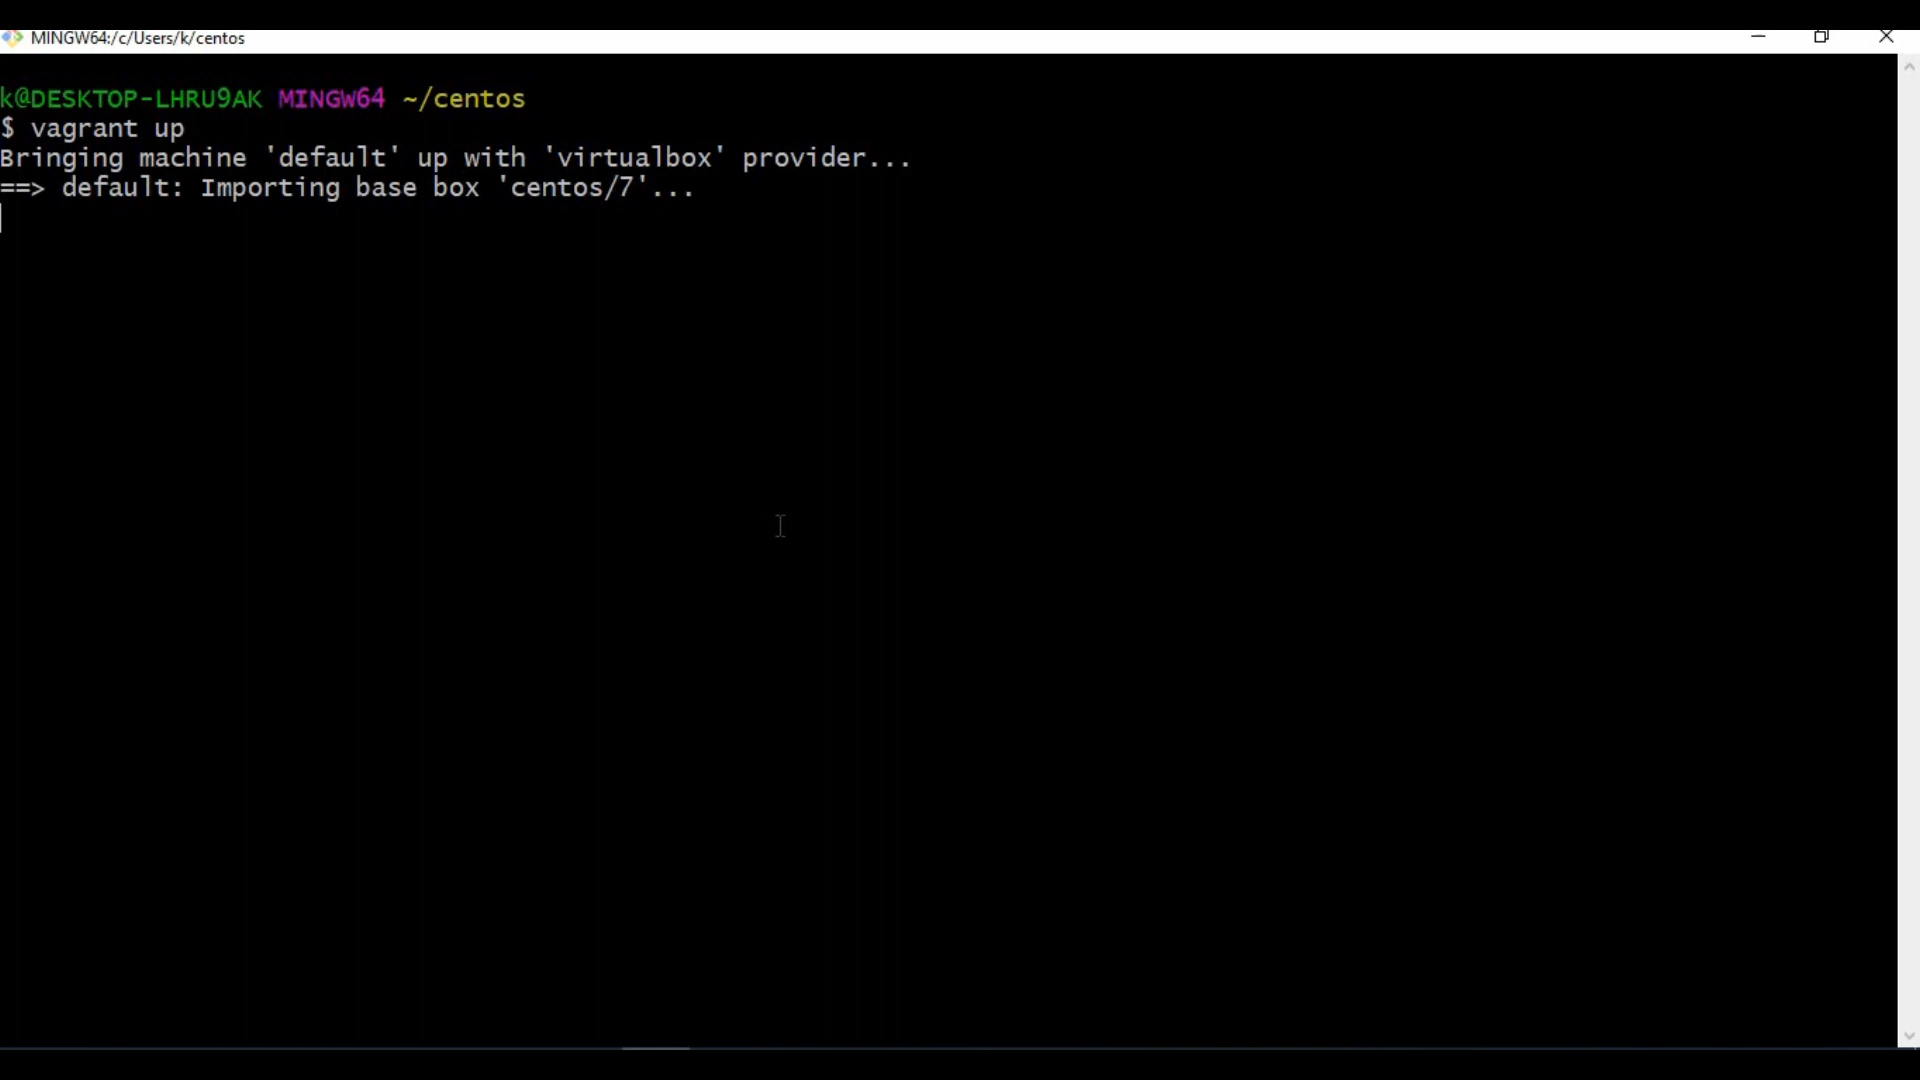 MINGW64:/c/Users/k/centos
k@DESKTOP-LHRU9AK MINGW64 ~/centos
$ vagrant up
Bringing machine 'default' up with 'virtualbox' provider...
==> default: Importing base box 'centos/7'...